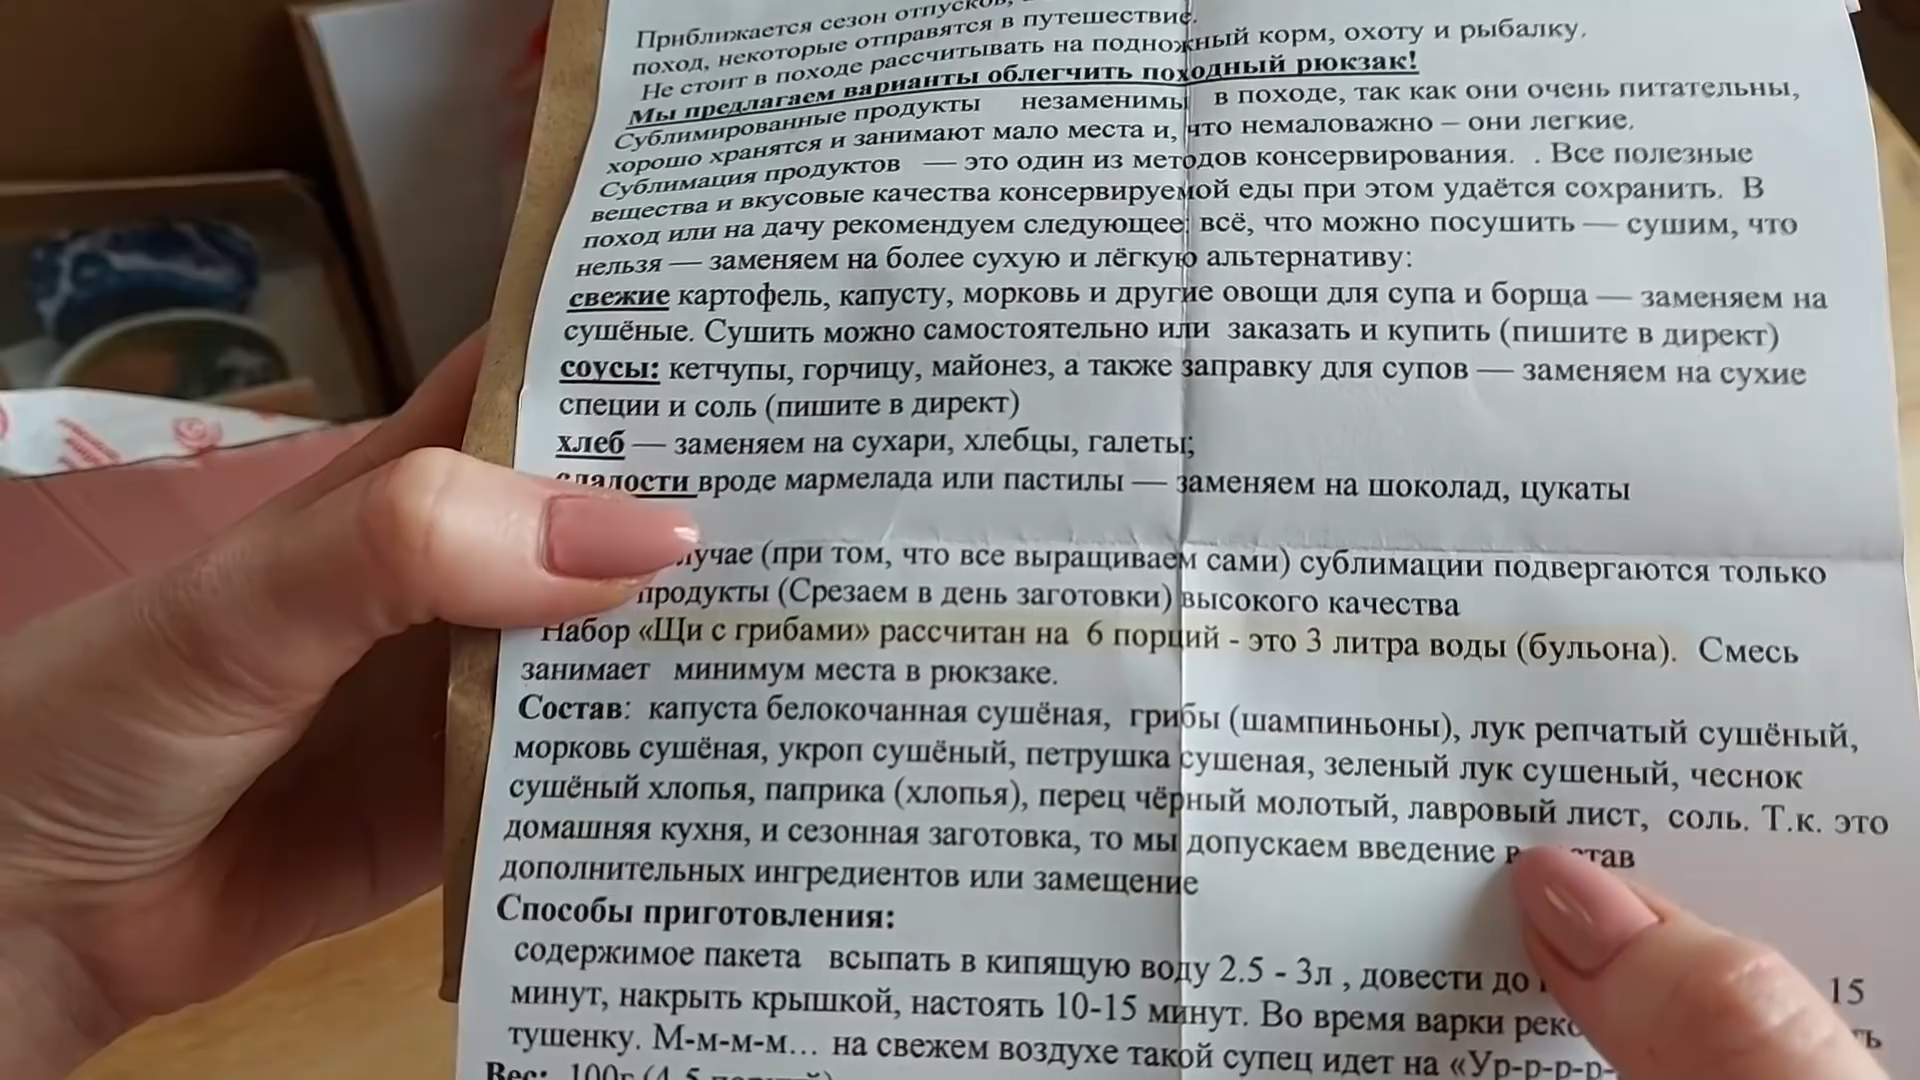 Приближается сезон отпусков,
поход, некоторые отправятся в путешествие.
Не стоит в походе рассчитывать на подножный корм, охоту и рыбалку.
Мы предлагаем варианты облегчить походный рюкзак!
Сублимированные продукты незаменимы в походе, так как они очень питательны,
хорошо хранятся и занимают мало места и, что немаловажно – они легкие.
Сублимация продуктов — это один из методов консервирования. . Все полезные
вещества и вкусовые качества консервируемой еды при этом удаётся сохранить. В
поход или на дачу рекомендуем следующее: всё, что можно посушить — сушим, что
нельзя — заменяем на более сухую и лёгкую альтернативу:
свежие картофель, капусту, морковь и другие овощи для супа и борща — заменяем на
сушёные. Сушить можно самостоятельно или заказать и купить (пишите в директ)
соусы: кетчупы, горчицу, майонез, а также заправку для супов — заменяем на сухие
специи и соль (пишите в директ)
хлеб — заменяем на сухари, хлебцы, галеты;
сладости вроде мармелада или пастилы — заменяем на шоколад, цукаты
(при том, что все выращиваем сами) сублимации подвергаются только
продукты (Срезаем в день заготовки) высокого качества
Набор «Щи с грибами» рассчитан на 6 порций - это 3 литра воды (бульона). Смесь
занимает минимум места в рюкзаке.
Состав: капуста белокочанная сушёная, грибы (шампиньоны), лук репчатый сушёный,
морковь сушёная, укроп сушёный, петрушка сушеная, зеленый лук сушеный, чеснок
сушёный хлопья, паприка (хлопья), перец чёрный молотый, лавровый лист, соль. Т.к. это
домашняя кухня, и сезонная заготовка, то мы допускаем введение в
дополнительных ингредиентов или замещение
Способы приготовления:
содержимое пакета всыпать в кипящую воду 2.5 - 3л , довести до 15
минут, накрыть крышкой, настоять 10-15 минут. Во время варки
тушенку. М-м-м-м... на свежем воздухе такой супец идет на «Ур-р-р-р-
Вес: 100г (4-5 порций)